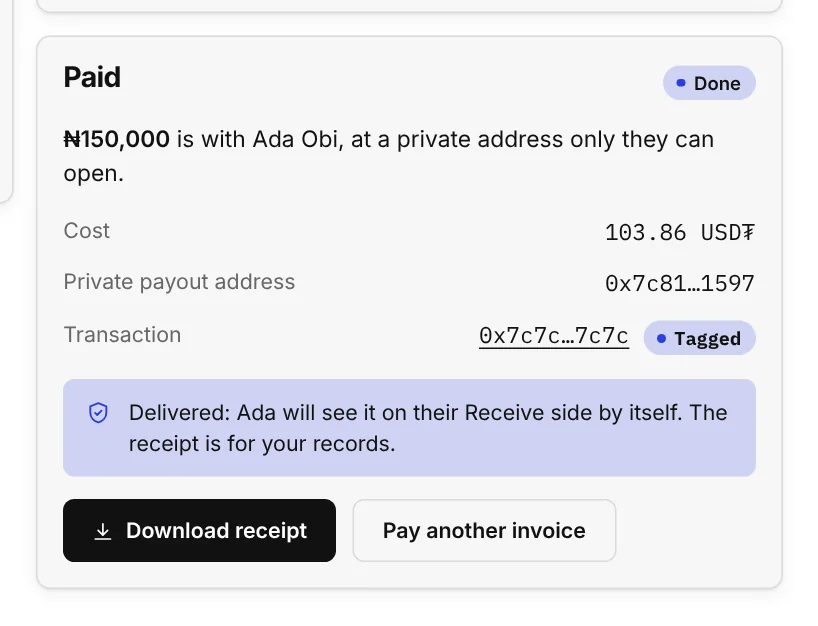 Paid
Done
₦150,000 is with Ada Obi, at a private address only they can
open.
Cost
103.86 USD₮
Private payout address
0x7c81…1597
Transaction
0x7c7c…7c7c
Tagged
Delivered: Ada will see it on their Receive side by itself. The
receipt is for your records.
Download receipt
Pay another invoice